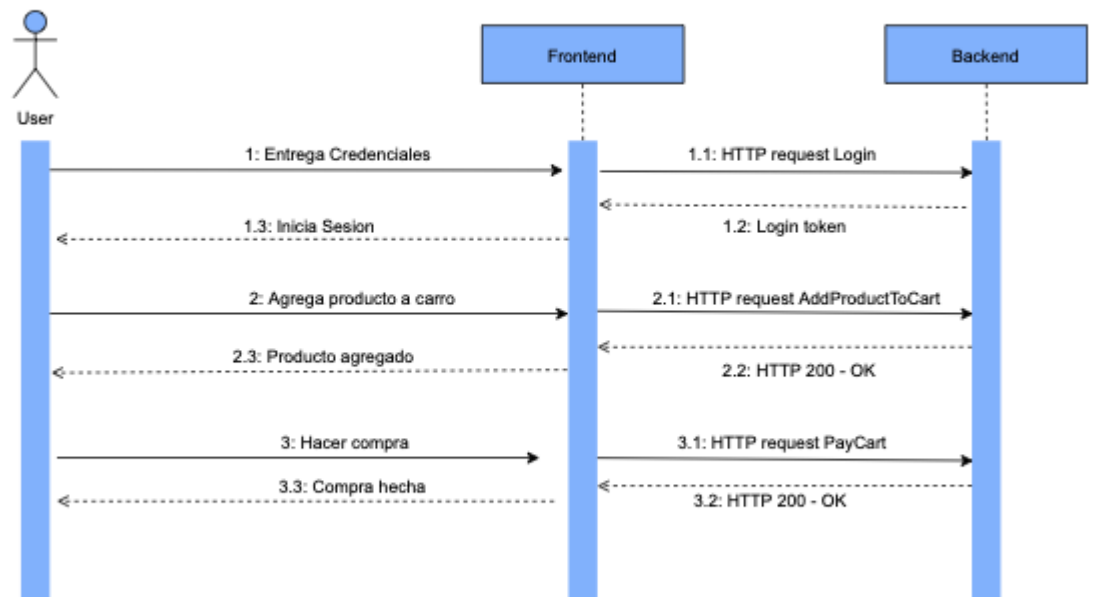 Frontend
Backend
User
1: Entrega Credenciales
1.1: HTTP request Login
1.3: Inicia Sesion
1.2: Login token
2: Agrega producto a carro
2.1: HTTP request AddProductToCart
2.3: Producto agregado
2.2: HTTP 200 - OK
3: Hacer compra
3.1: HTTP request PayCart
3.3: Compra hecha
3.2: HTTP 200 - OK